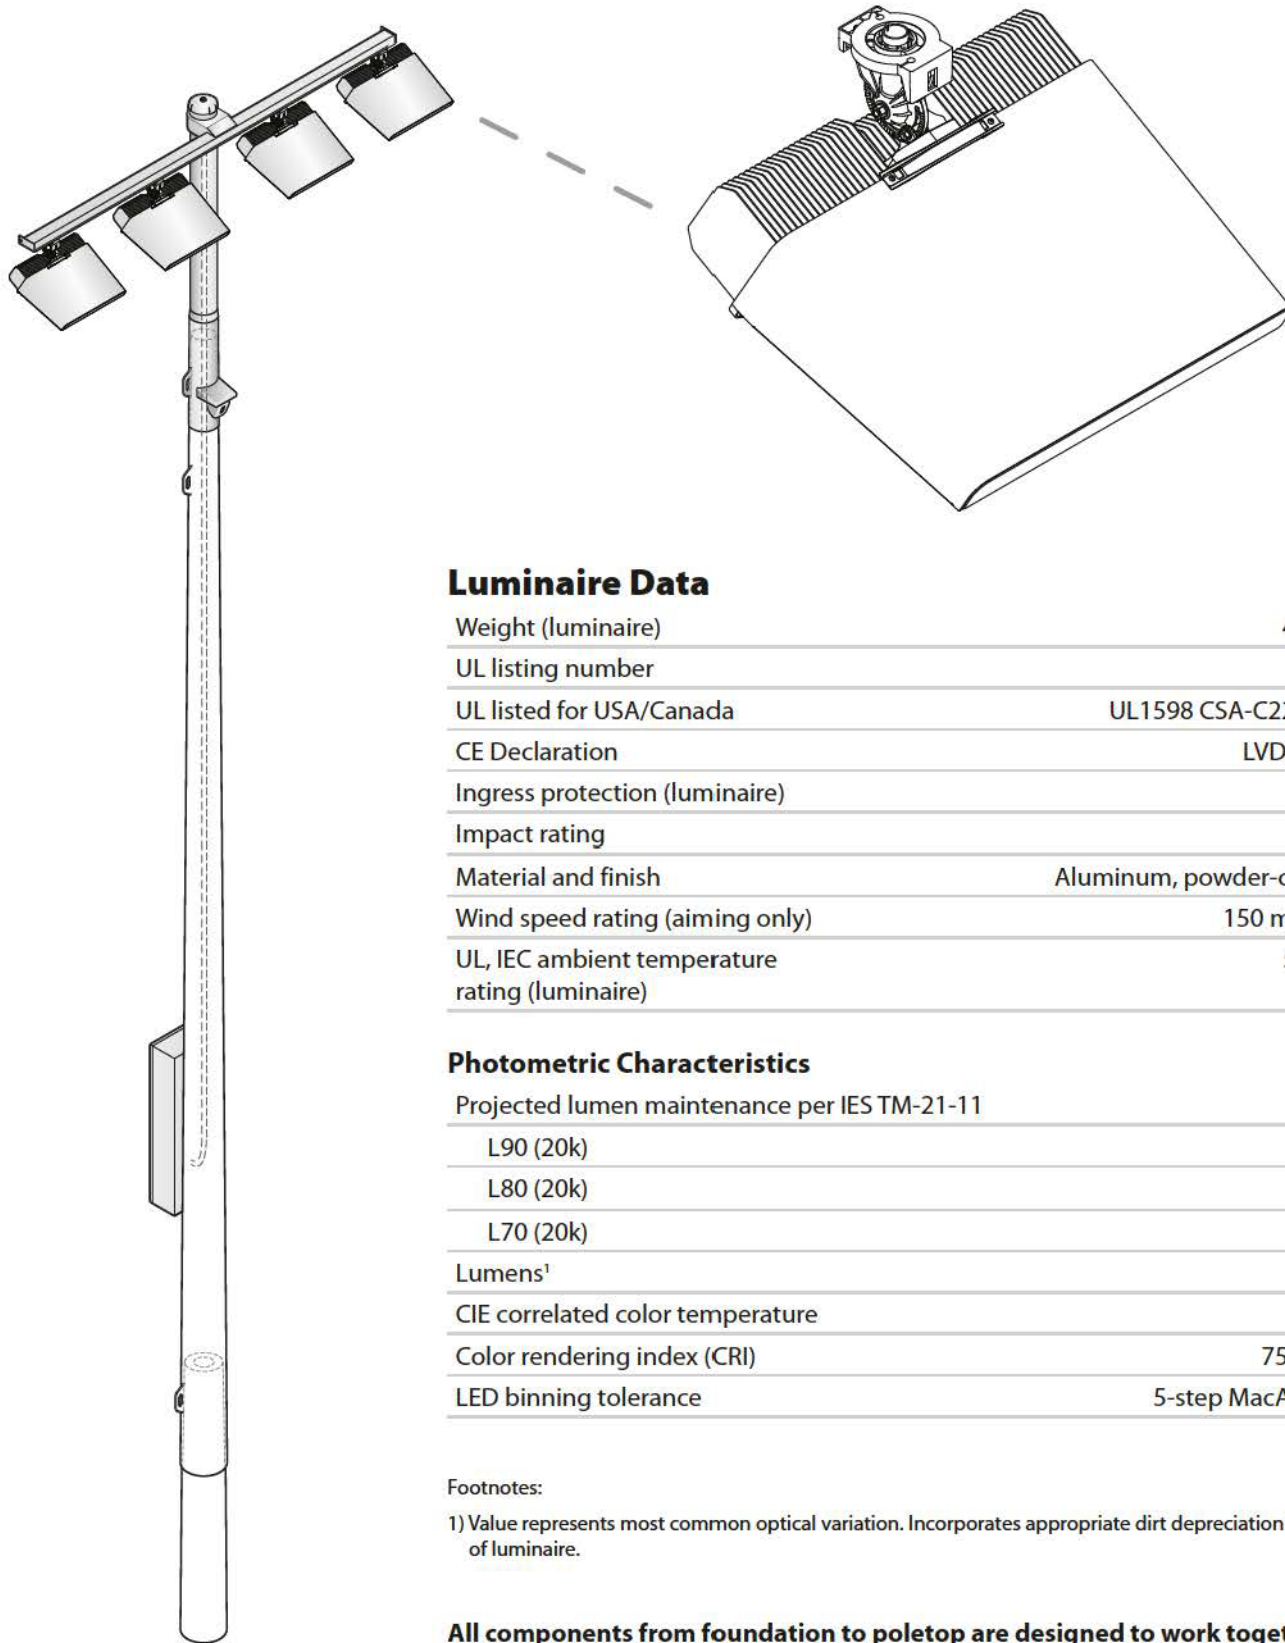 Luminaire Data
Weight (luminaire)
UL listing number
UL listed for USA/Canada UL1598 CSA-C22
CE Declaration LVD
Ingress protection (luminaire)
Impact rating
Material and finish Aluminum, powder-c
Wind speed rating (aiming only) 150 m
UL, IEC ambient temperature
rating (luminaire)
Photometric Characteristics
Projected lumen maintenance per IES TM-21-11
L90 (20k)
L80 (20k)
L70 (20k)
Lumens¹
CIE correlated color temperature
Color rendering index (CRI) 75
LED binning tolerance 5-step MacA
Footnotes:
1) Value represents most common optical variation. Incorporates appropriate dirt depreciation
of luminaire.
All components from foundation to poletop are designed to work toget